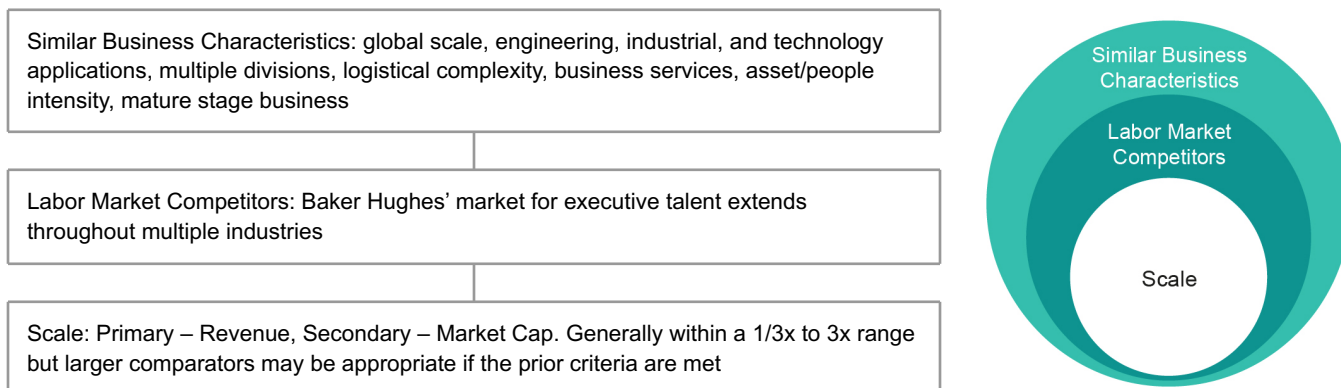 Similar Business Characteristics: global scale, engineering, industrial, and technology
applications, multiple divisions, logistical complexity, business services, asset/people
intensity, mature stage business
Labor Market Competitors: Baker Hughes’ market for executive talent extends
throughout multiple industries
Scale: Primary – Revenue, Secondary – Market Cap. Generally within a 1/3x to 3x range
but larger comparators may be appropriate if the prior criteria are met
Similar Business
Characteristics
Labor Market
Competitors
Scale